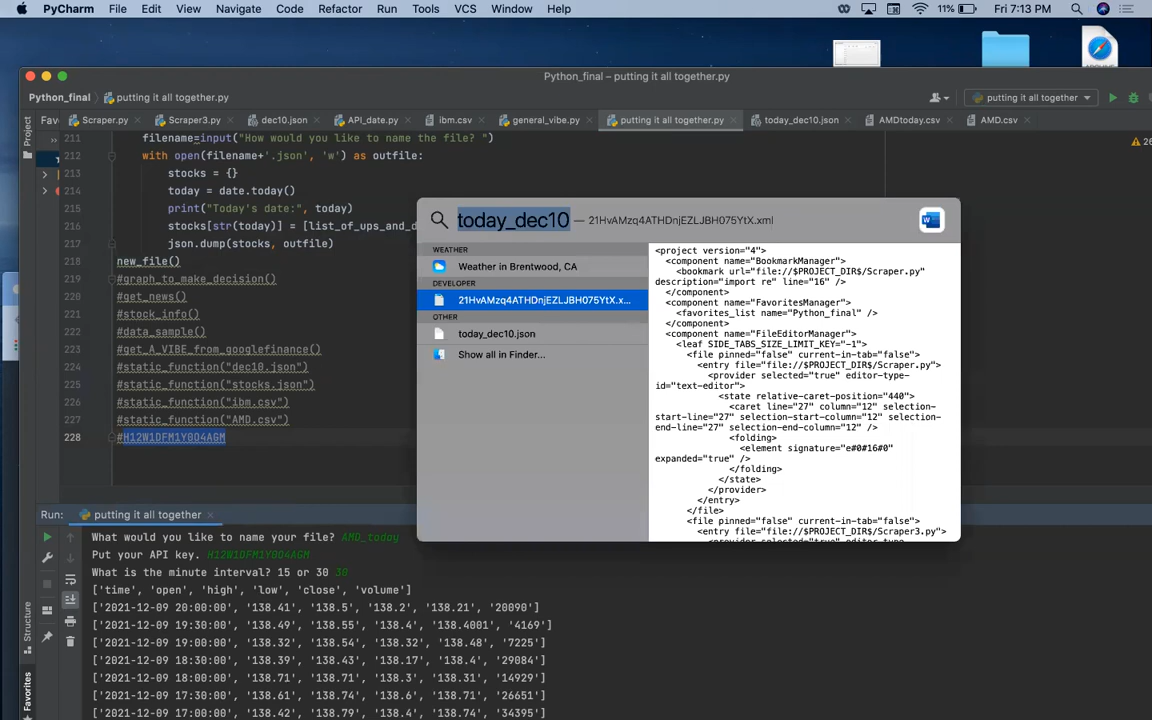 PyCharm File Edit View Navigate Code Refactor Run Tools VCS Window Help 11% Fri 7:13 PM
Python_final – putting it all together.py
Python_final putting it all together.py putting it all together
Project Fav Scraper.py Scraper3.py dec10.json API_date.py ibm.csv general_vibe.py putting it all together.py today_dec10.json AMDtoday.csv AMD.csv
211 filename=input("How would you like to name the file? ")
212 with open(filename+'.json', 'w') as outfile:
213 stocks = {}
214 today = date.today()
215 print("Today's date:", today)
216 stocks[str(today)] = [list_of_ups_and_d
217 json.dump(stocks, outfile)
218 new_file()
219 #graph_to_make_decision()
220 #get_news()
221 #stock_info()
222 #data_sample()
223 #get_A_VIBE_from_googlefinance()
224 #static_function("dec10.json")
225 #static_function("stocks.json")
226 #static_function("ibm.csv")
227 #static_function("AMD.csv")
228 #H12W1DFM1Y0D4AGM
today_dec10 — 21HvAMzq4ATHDnjEZLJBH075YtX.xml
WEATHER
Weather in Brentwood, CA
DEVELOPER
21HvAMzq4ATHDnjEZLJBH075YtX.x...
OTHER
today_dec10.json
Show all in Finder...
<project version="4">
<component name="BookmarkManager">
<bookmark url="file://$PROJECT_DIR$/Scraper.py"
description="import re" line="16" />
</component>
<component name="FavoritesManager">
<favorites_list name="Python_final" />
</component>
<component name="FileEditorManager">
<leaf SIDE_TABS_SIZE_LIMIT_KEY="-1">
<file pinned="false" current-in-tab="false">
<entry file="file://$PROJECT_DIR$/Scraper.py">
<provider selected="true" editor-type-
id="text-editor">
<state relative-caret-position="440">
<caret line="27" column="12" selection-
start-line="27" selection-start-column="12" selection-
end-line="27" selection-end-column="12" />
<folding>
<element signature="e#0#16#0"
expanded="true" />
</folding>
</state>
</provider>
</entry>
</file>
<file pinned="false" current-in-tab="false">
<entry file="file://$PROJECT_DIR$/Scraper3.py">
Run: putting it all together
What would you like to name your file? AMD_today
Put your API key. H12W1DFM1Y0D4AGM
What is the minute interval? 15 or 30 30
['time', 'open', 'high', 'low', 'close', 'volume']
['2021-12-09 20:00:00', '138.41', '138.5', '138.2', '138.21', '20090']
['2021-12-09 19:30:00', '138.49', '138.55', '138.4', '138.4001', '4169']
['2021-12-09 19:00:00', '138.32', '138.54', '138.32', '138.48', '7225']
['2021-12-09 18:30:00', '138.39', '138.43', '138.17', '138.4', '29084']
['2021-12-09 18:00:00', '138.71', '138.71', '138.3', '138.31', '14929']
['2021-12-09 17:30:00', '138.6', '138.74', '138.6', '138.71', '26651']
['2021-12-09 17:00:00', '138.42', '138.79', '138.4', '138.74', '34395']
Structure
Favorites